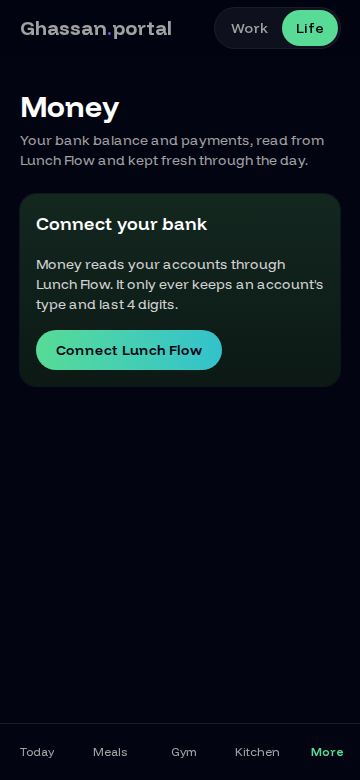 Ghassan.portal
Work Life
Money
Your bank balance and payments, read from
Lunch Flow and kept fresh through the day.
Connect your bank
Money reads your accounts through
Lunch Flow. It only ever keeps an account's
type and last 4 digits.
Connect Lunch Flow
Today Meals Gym Kitchen More